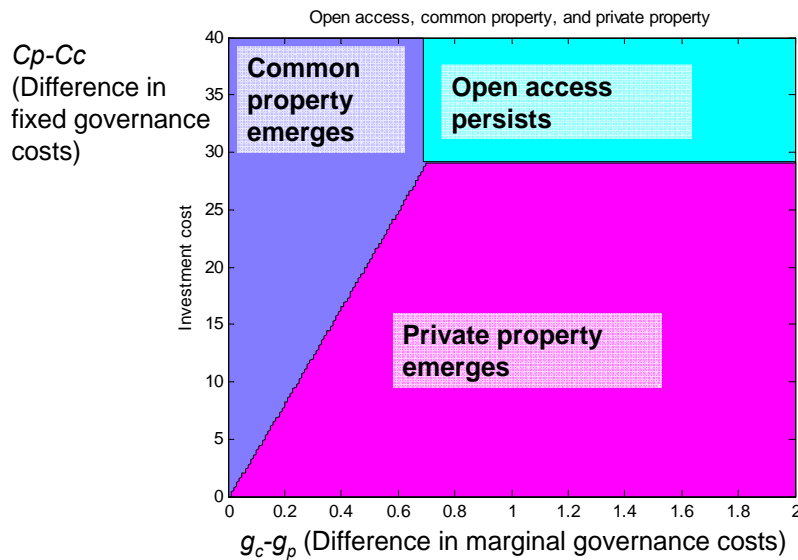 Open access, common property, and private property
Cp-Cc
(Difference in
fixed governance
costs)
Investment cost
40
35
30
25
20
15
10
5
0
Common
property
emerges
Open access
persists
Private property
emerges
0 0.2 0.4 0.6 0.8 1 1.2 1.4 1.6 1.8 2
gc-gp (Difference in marginal governance costs)